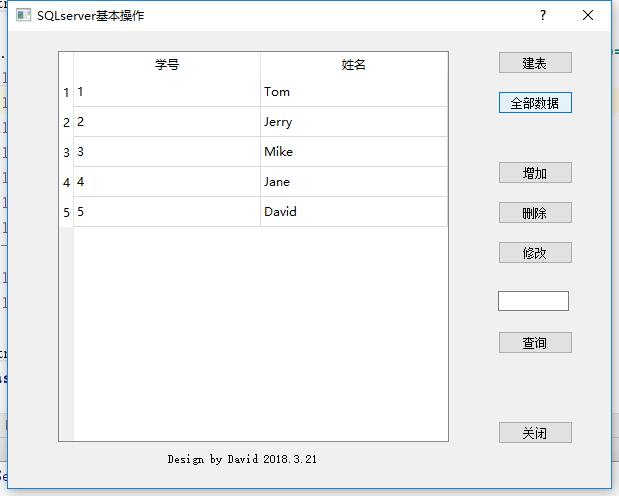 SQLserver基本操作
学号 姓名
1 1 Tom
2 2 Jerry
3 3 Mike
4 4 Jane
5 5 David
建表
全部数据
增加
删除
修改
查询
关闭
Design by David 2018.3.21